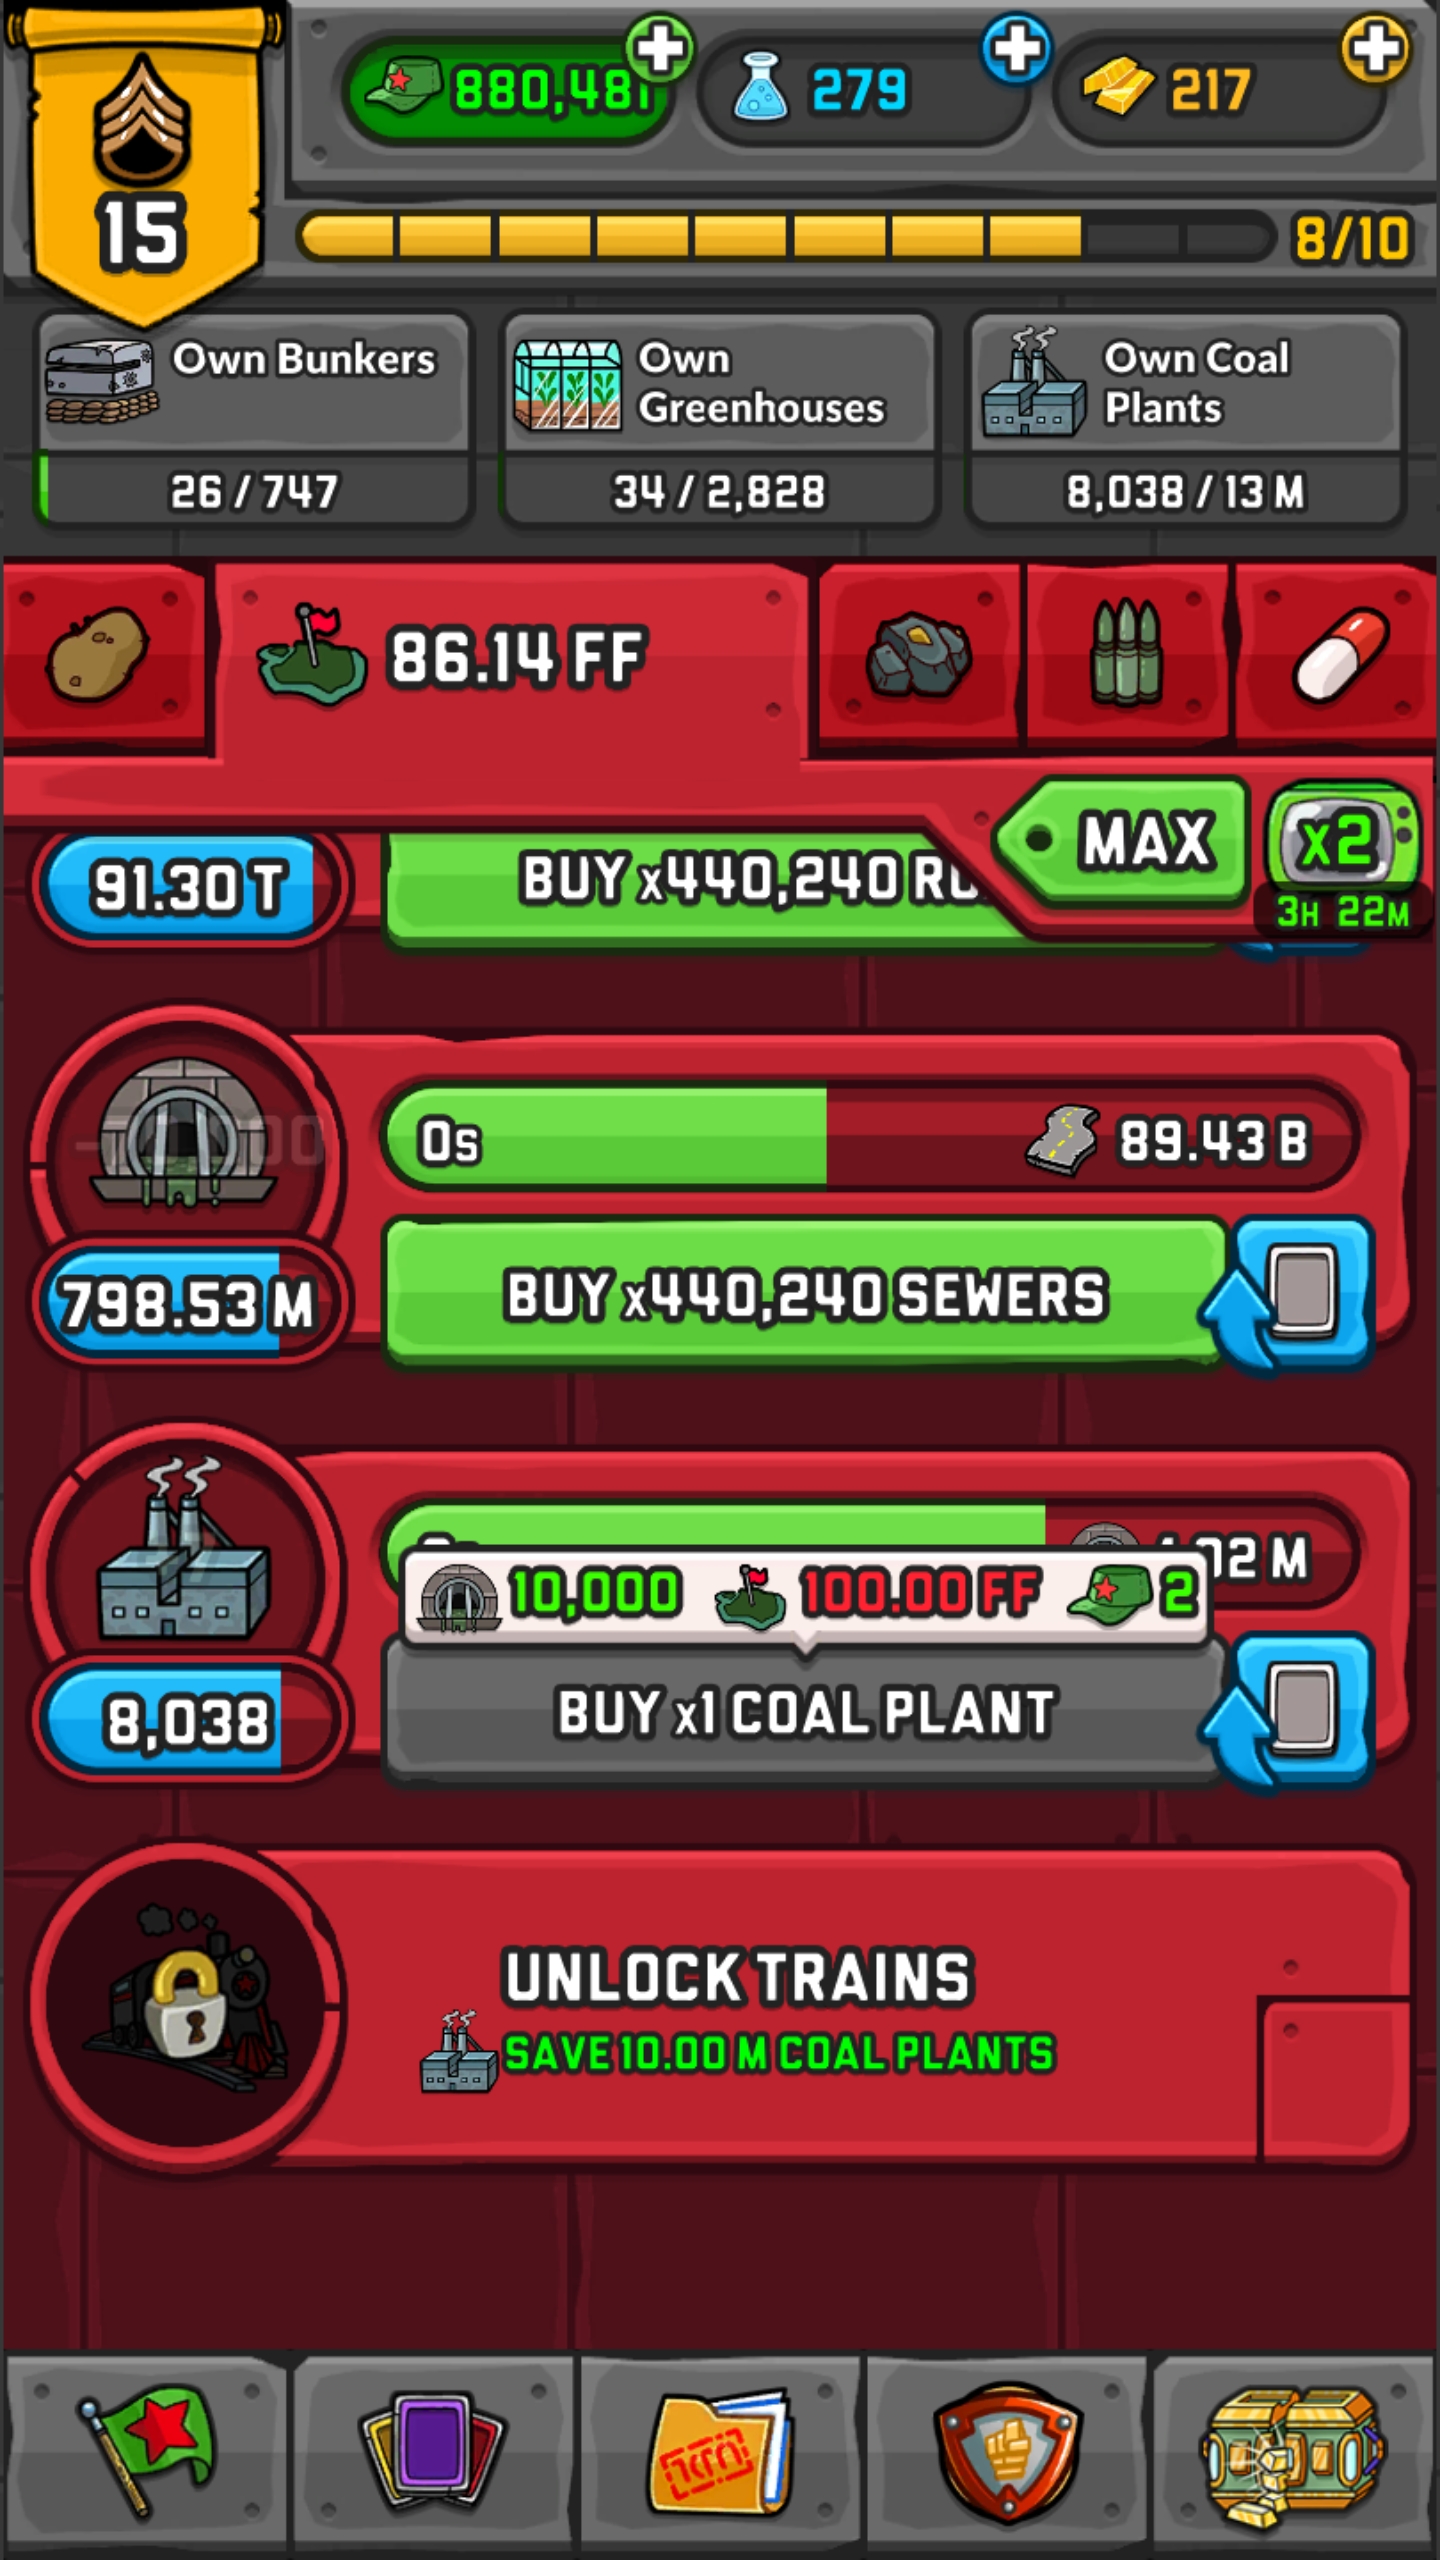 880,481
279
217
15
8/10
Own Bunkers
26 / 747
Own
Greenhouses
34 / 2,828
Own Coal
Plants
8,038 / 13 M
86.14 FF
MAX
x2
3H 22M
91.30 T
BUY x440,240
0s
89.43 B
798.53 M
BUY x440,240 SEWERS
10,000
100.00 FF
2
8,038
BUY x1 COAL PLANT
UNLOCK TRAINS
SAVE 10.00 M COAL PLANTS